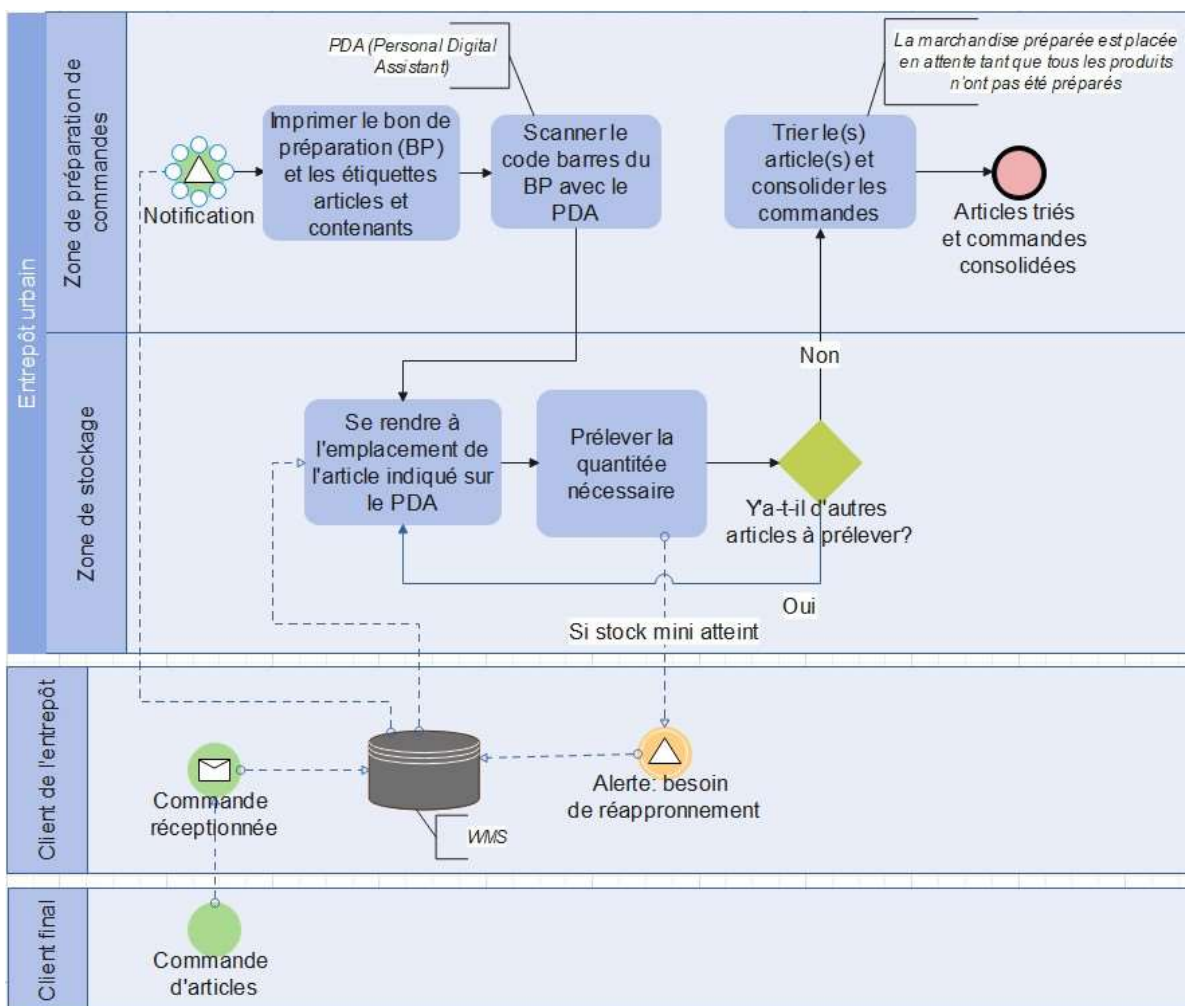 Entrepôt urbain
Zone de préparation de
commandes
PDA (Personal Digital
Assistant)
La marchandise préparée est placée
en attente tant que tous les produits
n'ont pas été préparés
Notification
Imprimer le bon de
préparation (BP)
et les étiquettes
articles et
contenants
Scanner le
code barres du
BP avec le
PDA
Trier le(s)
article(s) et
consolider les
commandes
Articles triés
et commandes
consolidées
Zone de stockage
Se rendre à
l'emplacement de
l'article indiqué sur
le PDA
Prélever la
quantitée
nécessaire
Non
Y'a-t-il d'autres
articles à prélever?
Oui
Si stock mini atteint
Client de l'entrepôt
Commande
réceptionnée
WMS
Alerte: besoin
de réappronnement
Client final
Commande
d'articles